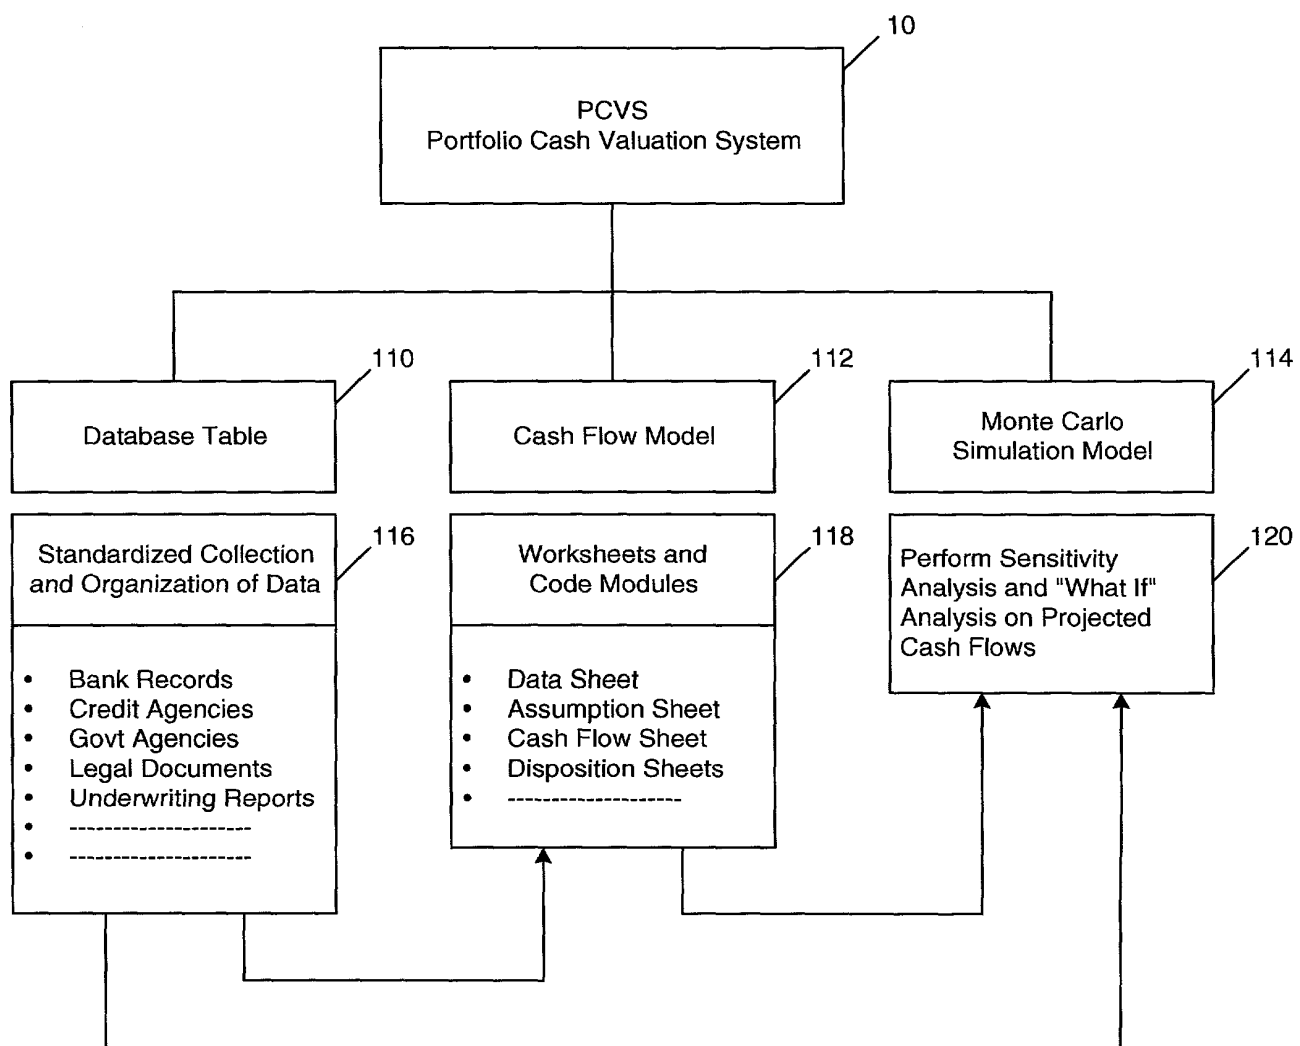 10
PCVS
Portfolio Cash Valuation System
110
112
114
Database Table
Cash Flow Model
Monte Carlo
Simulation Model
116
Standardized Collection
and Organization of Data
• Bank Records
• Credit Agencies
• Govt Agencies
• Legal Documents
• Underwriting Reports
• --------------------
• --------------------
118
Worksheets and
Code Modules
• Data Sheet
• Assumption Sheet
• Cash Flow Sheet
• Disposition Sheets
• -------------------
120
Perform Sensitivity
Analysis and "What If"
Analysis on Projected
Cash Flows